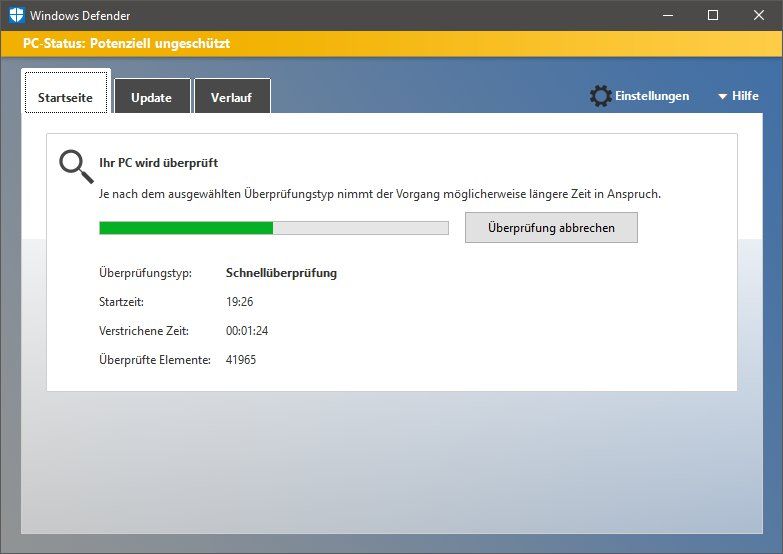 Windows Defender
PC-Status: Potenziell ungeschützt
Startseite Update Verlauf Einstellungen Hilfe
Ihr PC wird überprüft
Je nach dem ausgewählten Überprüfungstyp nimmt der Vorgang möglicherweise längere Zeit in Anspruch.
Überprüfung abbrechen
Überprüfungstyp: Schnellüberprüfung
Startzeit: 19:26
Verstrichene Zeit: 00:01:24
Überprüfte Elemente: 41965